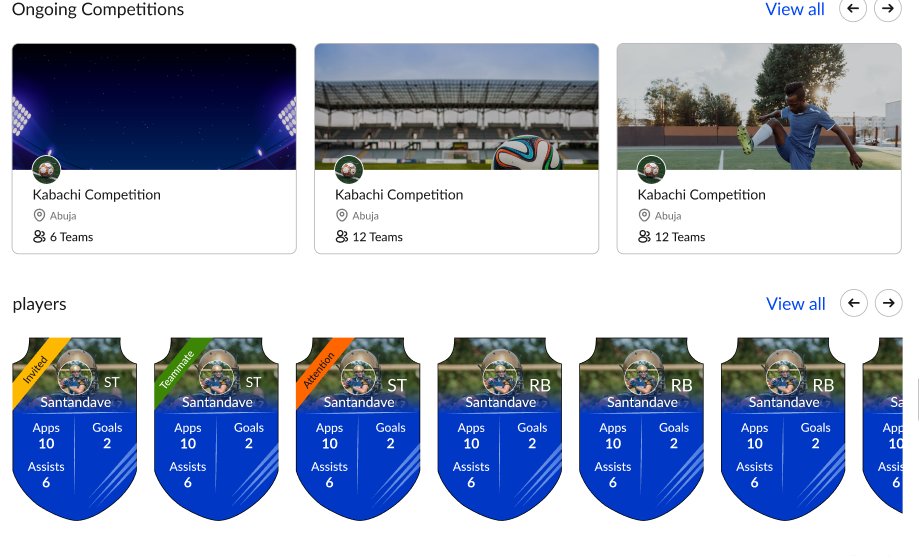 Ongoing Competitions View all
Kabachi Competition Kabachi Competition Kabachi Competition
Abuja Abuja Abuja
6 Teams 12 Teams 12 Teams
players View all
Invited Teammate Attention
ST ST ST RB RB RB
Santandave Santandave Santandave Santandave Santandave Santandave Sa
Apps Goals Apps Goals Apps Goals Apps Goals Apps Goals Apps Goals App
10 2 10 2 10 2 10 2 10 2 10 2 10
Assists Assists Assists Assists Assists Assists Assis
6 6 6 6 6 6 6